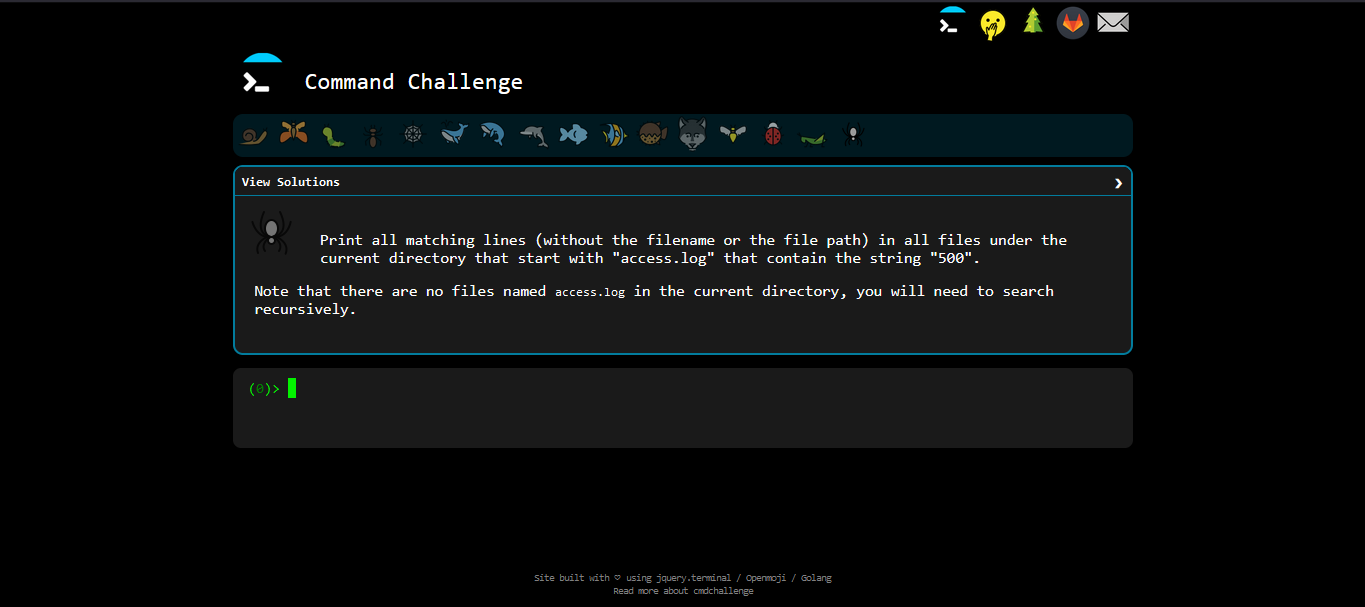 Command Challenge
View Solutions
Print all matching lines (without the filename or the file path) in all files under the
current directory that start with "access.log" that contain the string "500".
Note that there are no files named access.log in the current directory, you will need to search
recursively.
(0)>
Site built with ♡ using jquery.terminal / Openmoji / Golang
Read more about cmdchallenge